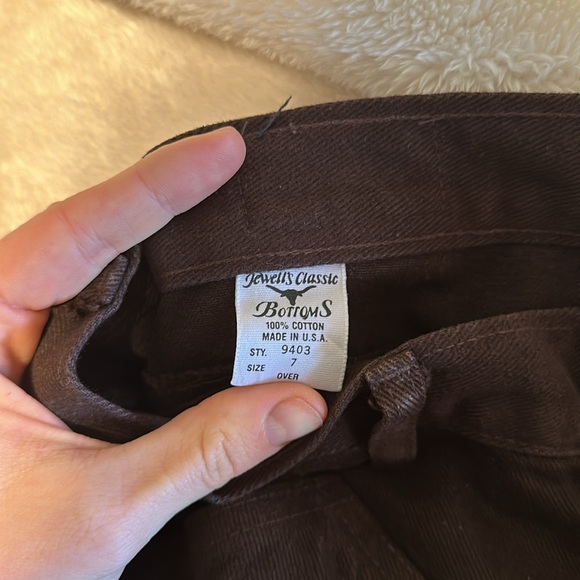 Jewell's Classic
Bottoms
100% COTTON
MADE IN U.S.A.
STY. 9403
SIZE 7
OVER